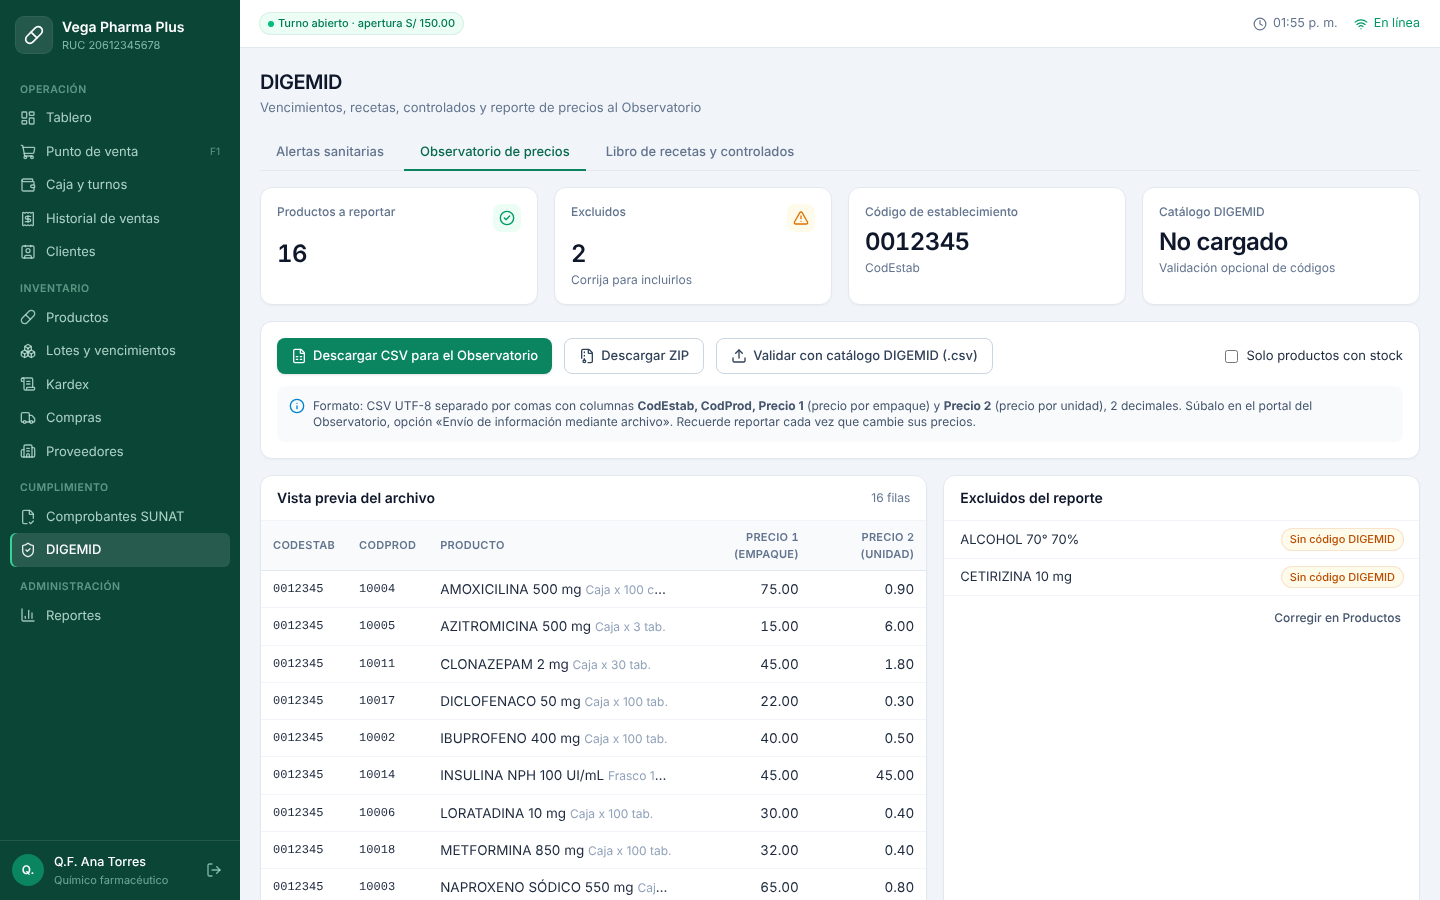 Vega Pharma Plus
RUC 20612345678
OPERACIÓN
Tablero
Punto de venta F1
Caja y turnos
Historial de ventas
Clientes
INVENTARIO
Productos
Lotes y vencimientos
Kardex
Compras
Proveedores
CUMPLIMIENTO
Comprobantes SUNAT
DIGEMID
ADMINISTRACIÓN
Reportes
Q.
Q.F. Ana Torres
Químico farmacéutico
Turno abierto · apertura S/ 150.00
01:55 p. m.
En línea
DIGEMID
Vencimientos, recetas, controlados y reporte de precios al Observatorio
Alertas sanitarias
Observatorio de precios
Libro de recetas y controlados
Productos a reportar
16
Excluidos
2
Corrija para incluirlos
Código de establecimiento
0012345
CodEstab
Catálogo DIGEMID
No cargado
Validación opcional de códigos
Descargar CSV para el Observatorio
Descargar ZIP
Validar con catálogo DIGEMID (.csv)
Solo productos con stock
Formato: CSV UTF-8 separado por comas con columnas CodEstab, CodProd, Precio 1 (precio por empaque) y Precio 2 (precio por unidad), 2 decimales. Súbalo en el portal del
Observatorio, opción «Envío de información mediante archivo». Recuerde reportar cada vez que cambie sus precios.
Vista previa del archivo
16 filas
CODESTAB CODPROD PRODUCTO PRECIO 1 (EMPAQUE) PRECIO 2 (UNIDAD)
0012345 10004 AMOXICILINA 500 mg Caja x 100 c... 75.00 0.90
0012345 10005 AZITROMICINA 500 mg Caja x 3 tab. 15.00 6.00
0012345 10011 CLONAZEPAM 2 mg Caja x 30 tab. 45.00 1.80
0012345 10017 DICLOFENACO 50 mg Caja x 100 tab. 22.00 0.30
0012345 10002 IBUPROFENO 400 mg Caja x 100 tab. 40.00 0.50
0012345 10014 INSULINA NPH 100 UI/mL Frasco 1... 45.00 45.00
0012345 10006 LORATADINA 10 mg Caja x 100 tab. 30.00 0.40
0012345 10018 METFORMINA 850 mg Caja x 100 tab. 32.00 0.40
0012345 10003 NAPROXENO SÓDICO 550 mg Caj... 65.00 0.80
Excluidos del reporte
ALCOHOL 70° 70% Sin código DIGEMID
CETIRIZINA 10 mg Sin código DIGEMID
Corregir en Productos